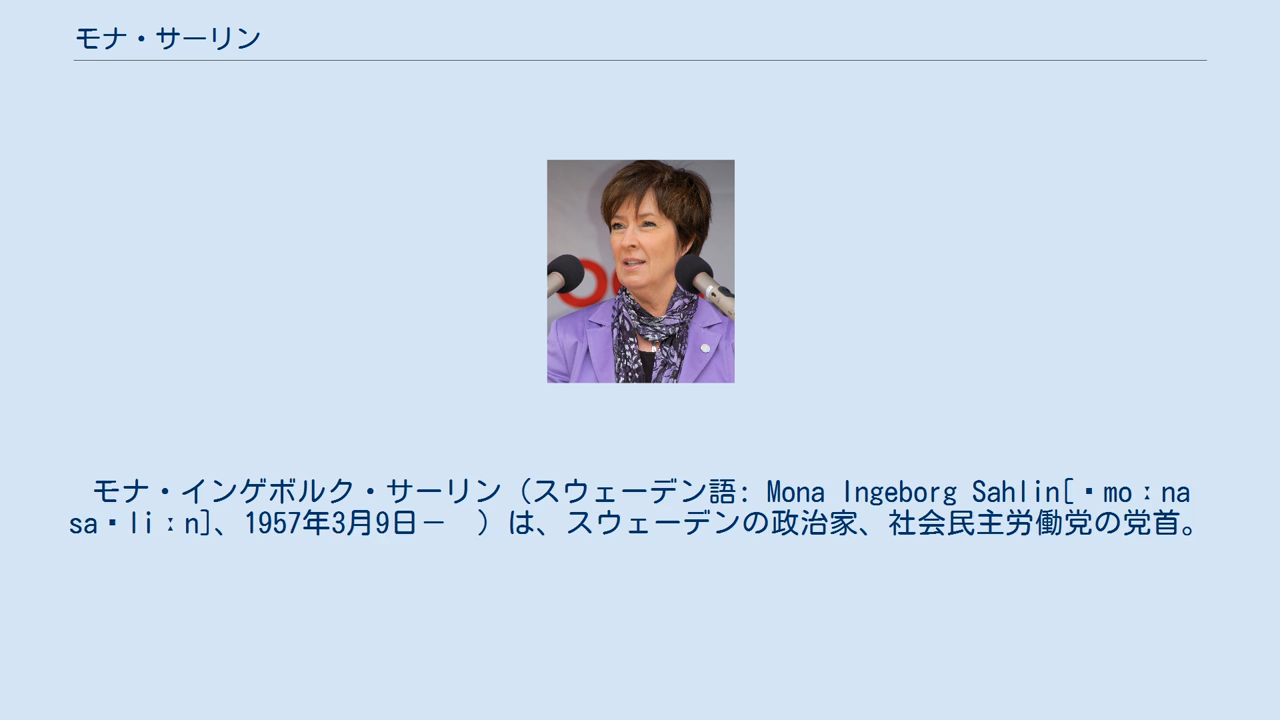 モナ・サーリン
モナ・インゲボルク・サーリン（スウェーデン語: Mona Ingeborg Sahlin[ˈmoːna
saˈliːn]、1957年3月9日－　）は、スウェーデンの政治家、社会民主労働党の党首。